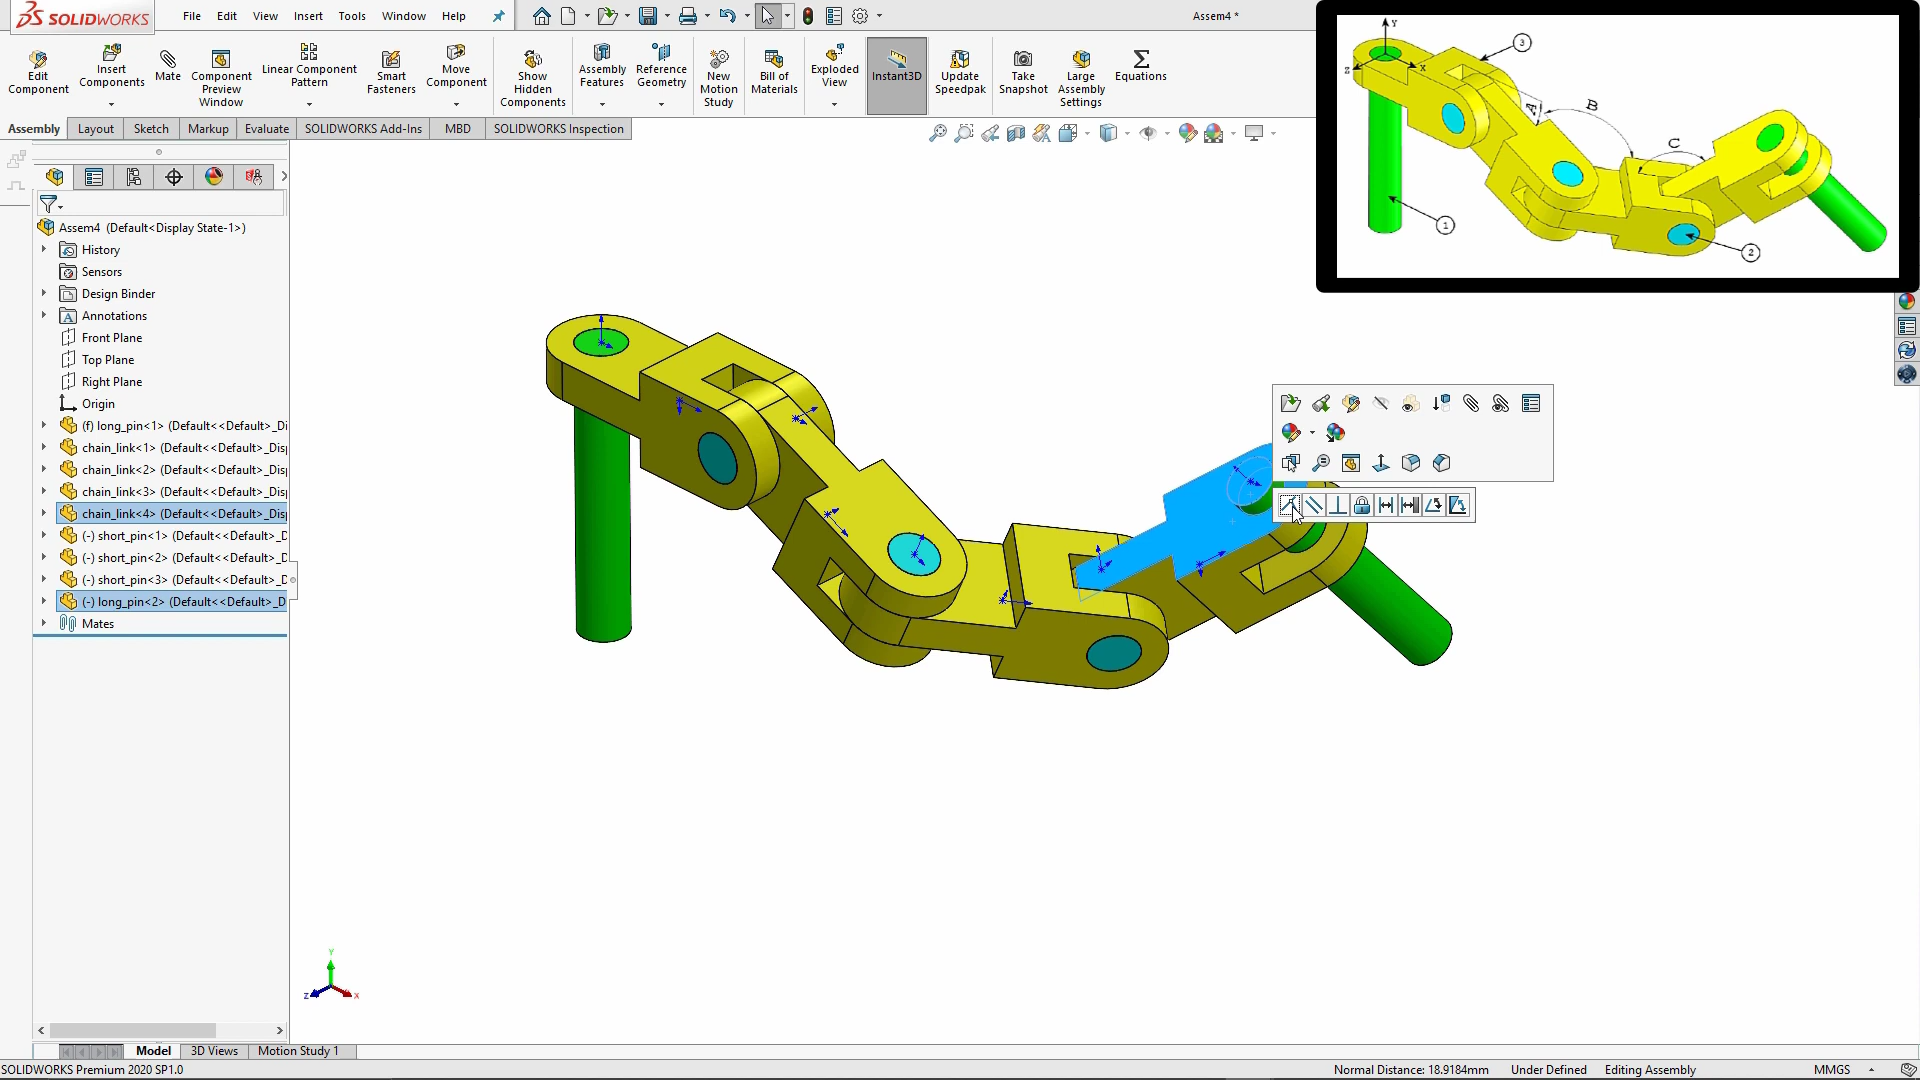 SOLIDWORKS
File Edit View Insert Tools Window Help
Assem4 *
Edit Component
Insert Components
Mate
Component Preview Window
Linear Component Pattern
Smart Fasteners
Move Component
Show Hidden Components
Assembly Features
Reference Geometry
New Motion Study
Bill of Materials
Exploded View
Instant3D
Update Speedpak
Take Snapshot
Large Assembly Settings
Equations
Assembly Layout Sketch Markup Evaluate SOLIDWORKS Add-Ins MBD SOLIDWORKS Inspection
Assem4 (Default<Display State-1>)
History
Sensors
Design Binder
Annotations
Front Plane
Top Plane
Right Plane
Origin
(f) long_pin<1> (Default<<Default>_Di
chain_link<1> (Default<<Default>_Disp
chain_link<2> (Default<<Default>_Disp
chain_link<3> (Default<<Default>_Disp
chain_link<4> (Default<<Default>_Disp
(-) short_pin<1> (Default<<Default>_D
(-) short_pin<2> (Default<<Default>_D
(-) short_pin<3> (Default<<Default>_D
(-) long_pin<2> (Default<<Default>_D
Mates
Y
X
Z
3
A
B
C
1
2
Y
Z
X
Model 3D Views Motion Study 1
SOLIDWORKS Premium 2020 SP1.0
Normal Distance: 18.9184mm Under Defined Editing Assembly MMGS